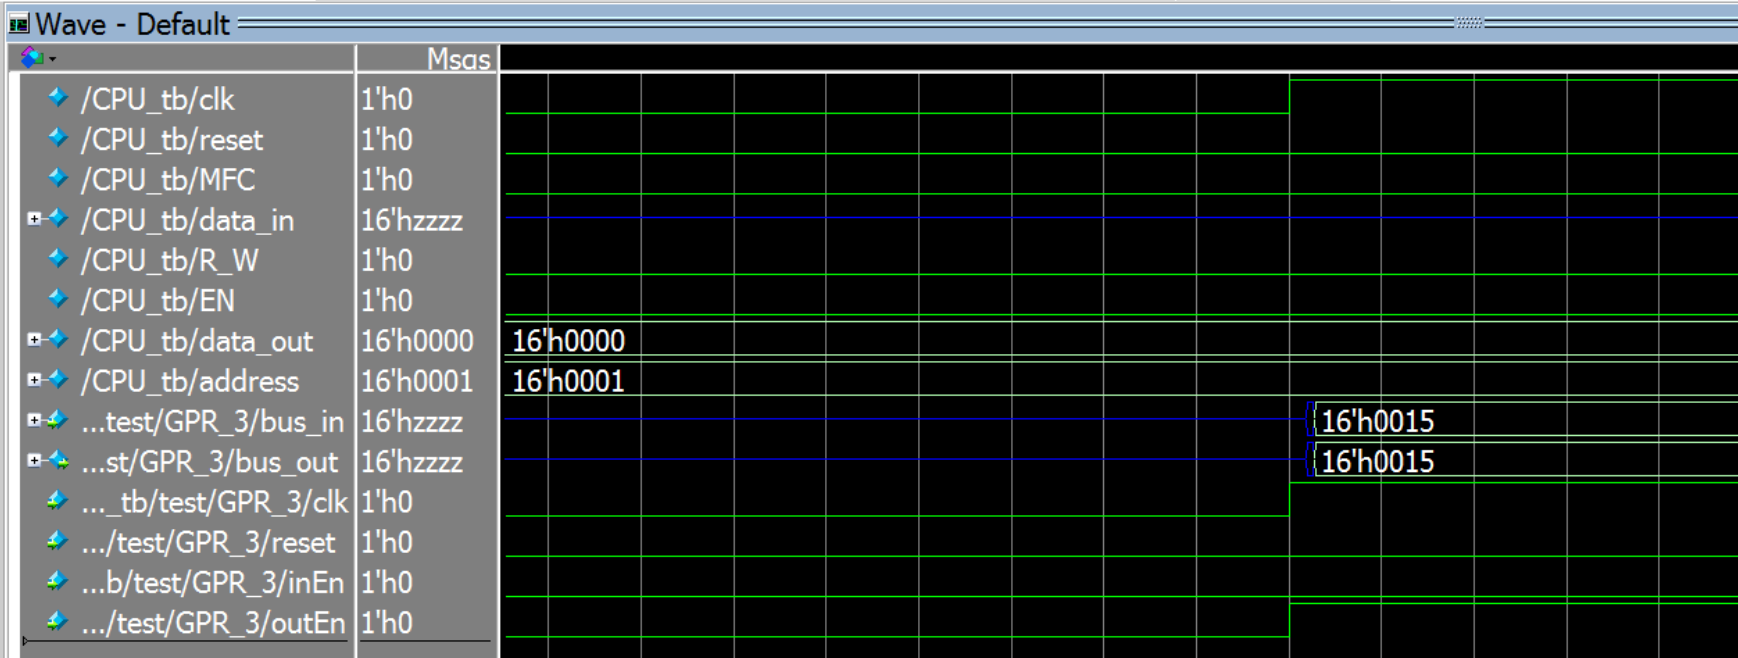 Wave - Default
Msgs
/CPU_tb/clk 1'h0
/CPU_tb/reset 1'h0
/CPU_tb/MFC 1'h0
/CPU_tb/data_in 16'hzzzz
/CPU_tb/R_W 1'h0
/CPU_tb/EN 1'h0
/CPU_tb/data_out 16'h0000 16'h0000
/CPU_tb/address 16'h0001 16'h0001
...test/GPR_3/bus_in 16'hzzzz 16'h0015
...st/GPR_3/bus_out 16'hzzzz 16'h0015
..._tb/test/GPR_3/clk 1'h0
.../test/GPR_3/reset 1'h0
...b/test/GPR_3/inEn 1'h0
.../test/GPR_3/outEn 1'h0